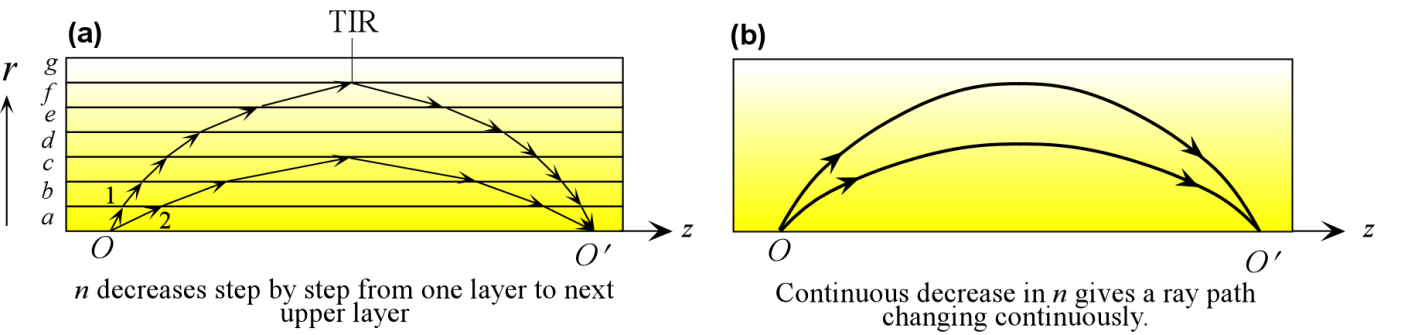 TIR
(a)
(b)
r
g
f
e
d
c
b
a
1
2
O
O′
z
O
O′
z
n decreases step by step from one layer to next
upper layer
Continuous decrease in n gives a ray path
changing continuously.